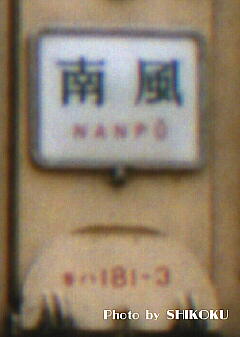 南風
NANPŪ
キハ181-3
Photo by SHIKOKU